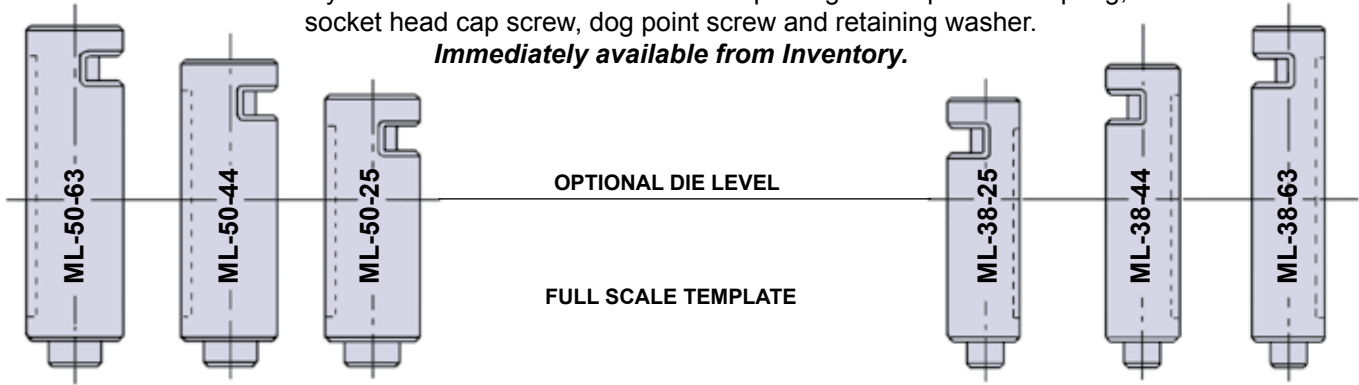 socket head cap screw, dog point screw and retaining washer.
Immediately available from Inventory.
ML-50-63
ML-50-44
ML-50-25
OPTIONAL DIE LEVEL
ML-38-25
ML-38-44
ML-38-63
FULL SCALE TEMPLATE